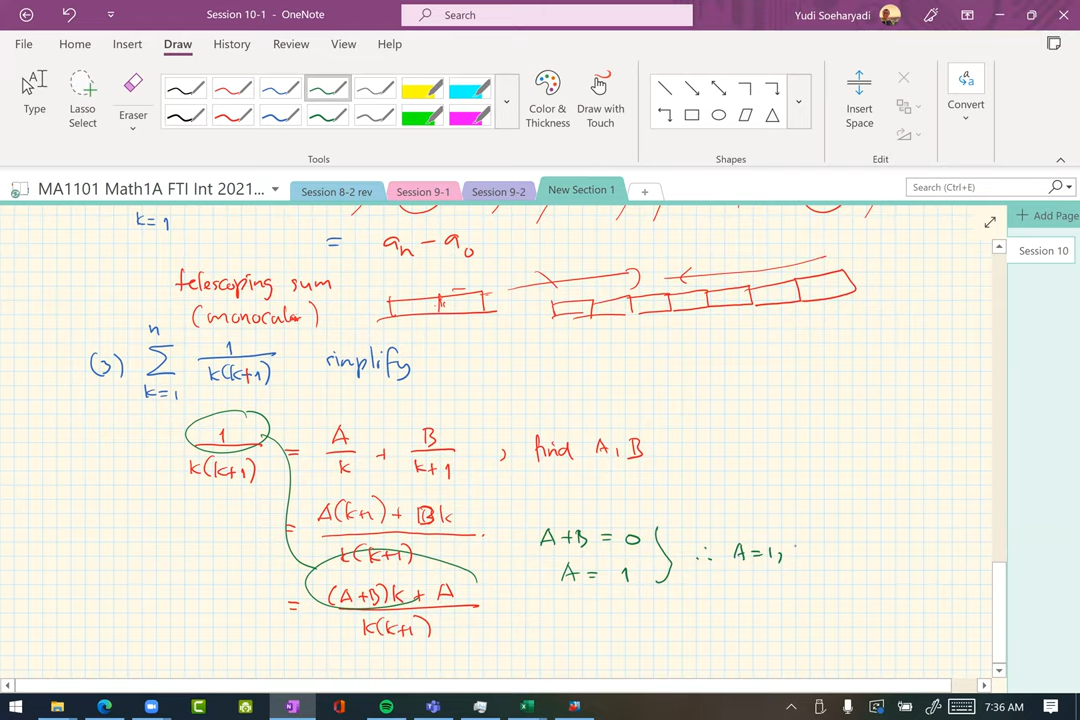 Session 10-1 - OneNote
Search
Yudi Soeharyadi
File Home Insert Draw History Review View Help
Type
Lasso Select
Eraser
Color & Thickness
Draw with Touch
Insert Space
Convert
Tools
Shapes
Edit
MA1101 Math1A FTI Int 2021...
Session 8-2 rev
Session 9-1
Session 9-2
New Section 1
+
Search (Ctrl+E)
Add Page
Session 10
k=1
= aₙ - a₀
telescoping sum
(monocular)
(3) ∑_{k=1}^{n} 1/(k(k+1)) simplify
1/(k(k+1)) = A/k + B/(k+1) , find A, B
= (A(k+1) + Bk)/(k(k+1))
= ((A+B)k + A)/(k(k+1))
A+B = 0
A = 1
∴ A=1,
7:36 AM